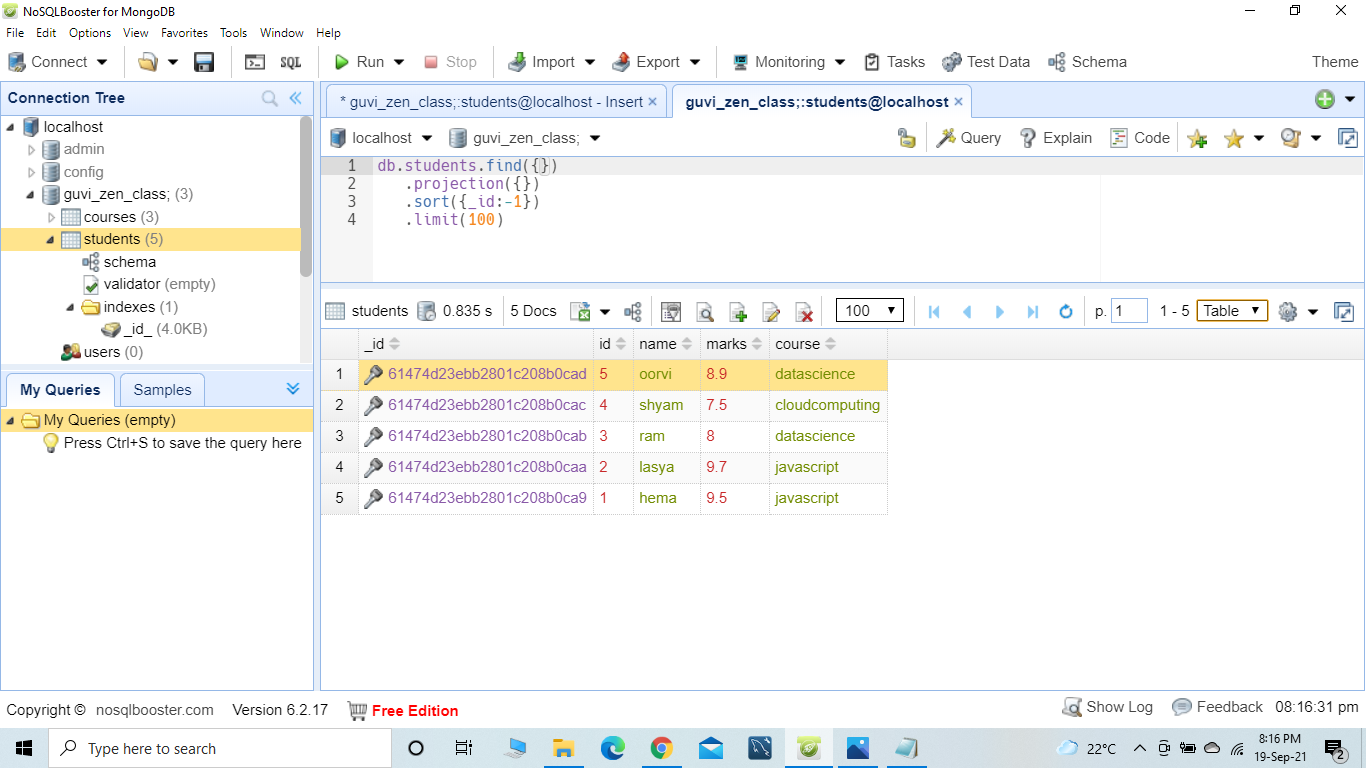 NoSQLBooster for MongoDB
File Edit Options View Favorites Tools Window Help
Connect SQL Run Stop Import Export Monitoring Tasks Test Data Schema Theme
Connection Tree
localhost
admin
config
guvi_zen_class; (3)
courses (3)
students (5)
schema
validator (empty)
indexes (1)
_id_ (4.0KB)
users (0)
My Queries Samples
My Queries (empty)
Press Ctrl+S to save the query here
* guvi_zen_class;:students@localhost - Insert × guvi_zen_class;:students@localhost ×
localhost guvi_zen_class; Query Explain Code
1 db.students.find({})
2 .projection({})
3 .sort({_id:-1})
4 .limit(100)
students 0.835 s 5 Docs 100 p. 1 1 - 5 Table
_id id name marks course
1 61474d23ebb2801c208b0cad 5 oorvi 8.9 datascience
2 61474d23ebb2801c208b0cac 4 shyam 7.5 cloudcomputing
3 61474d23ebb2801c208b0cab 3 ram 8 datascience
4 61474d23ebb2801c208b0caa 2 lasya 9.7 javascript
5 61474d23ebb2801c208b0ca9 1 hema 9.5 javascript
Copyright © nosqlbooster.com Version 6.2.17 Free Edition Show Log Feedback 08:16:31 pm
Type here to search 22°C 8:16 PM
19-Sep-21 2